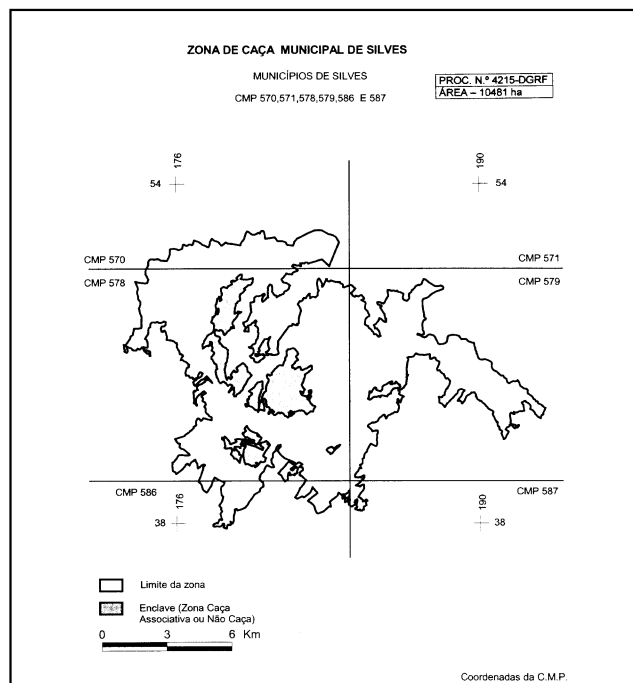 ZONA DE CAÇA MUNICIPAL DE SILVES
MUNICÍPIOS DE SILVES
CMP 570,571,578,579,586 E 587
PROC. N.º 4215-DGRF
ÁREA – 10481 ha
176
190
54
54
CMP 570
CMP 571
CMP 578
CMP 579
CMP 586
CMP 587
176
190
38
38
Limite da zona
Enclave (Zona Caça
Associativa ou Não Caça)
0 3 6 Km
Coordenadas da C.M.P.